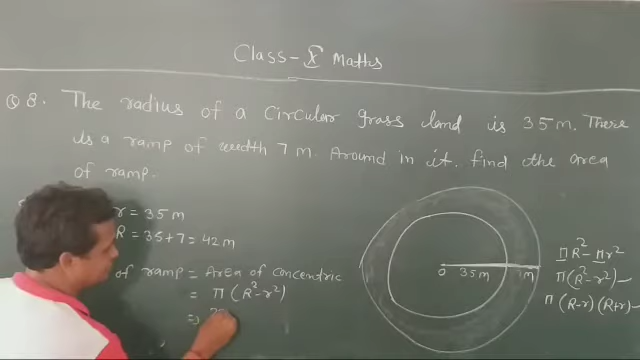 Class - X Maths
Q 8. The radius of a circular grass land is 35 m. There
is a ramp of width 7 m. Around in it. find the area
of ramp.
r = 35 m
R = 35 + 7 = 42 m
of ramp = Area of concentric
= π (R² - r²)
=
O 35 m m
πR² - πr²
π (R² - r²) -
π (R - r) (R + r) -